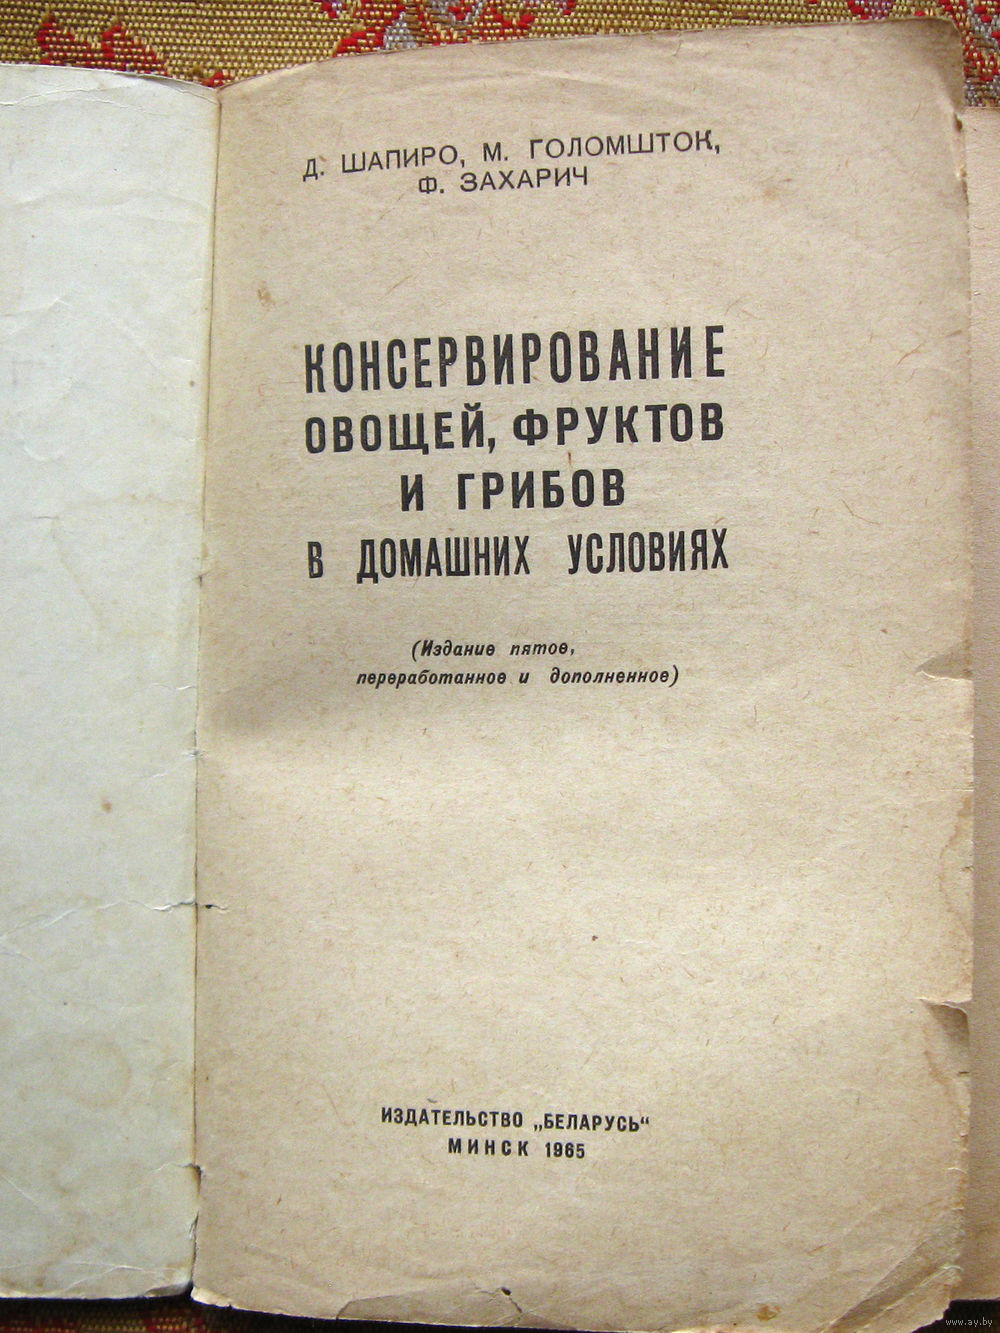 Д. ШАПИРО, М. ГОЛОМШТОК,
Ф. ЗАХАРИЧ
КОНСЕРВИРОВАНИЕ
ОВОЩЕЙ, ФРУКТОВ
И ГРИБОВ
В ДОМАШНИХ УСЛОВИЯХ
(Издание пятое,
переработанное и дополненное)
ИЗДАТЕЛЬСТВО „БЕЛАРУСЬ“
МИНСК 1965
www.ay.by